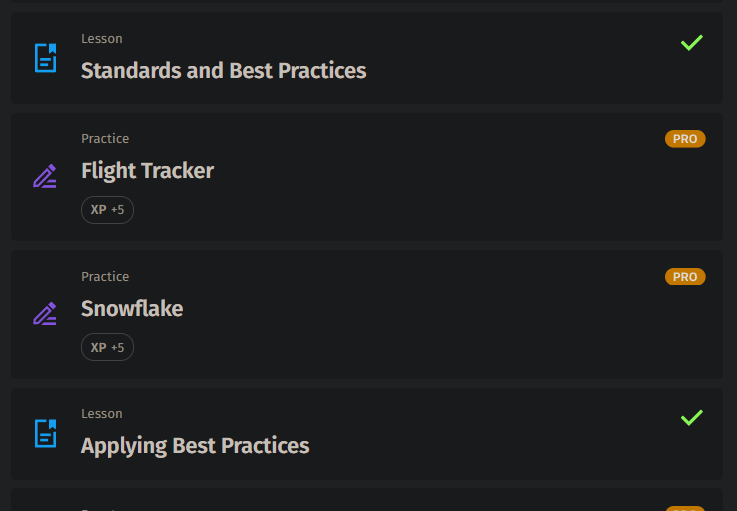 Lesson
Standards and Best Practices
Practice
PRO
Flight Tracker
XP +5
Practice
PRO
Snowflake
XP +5
Lesson
Applying Best Practices